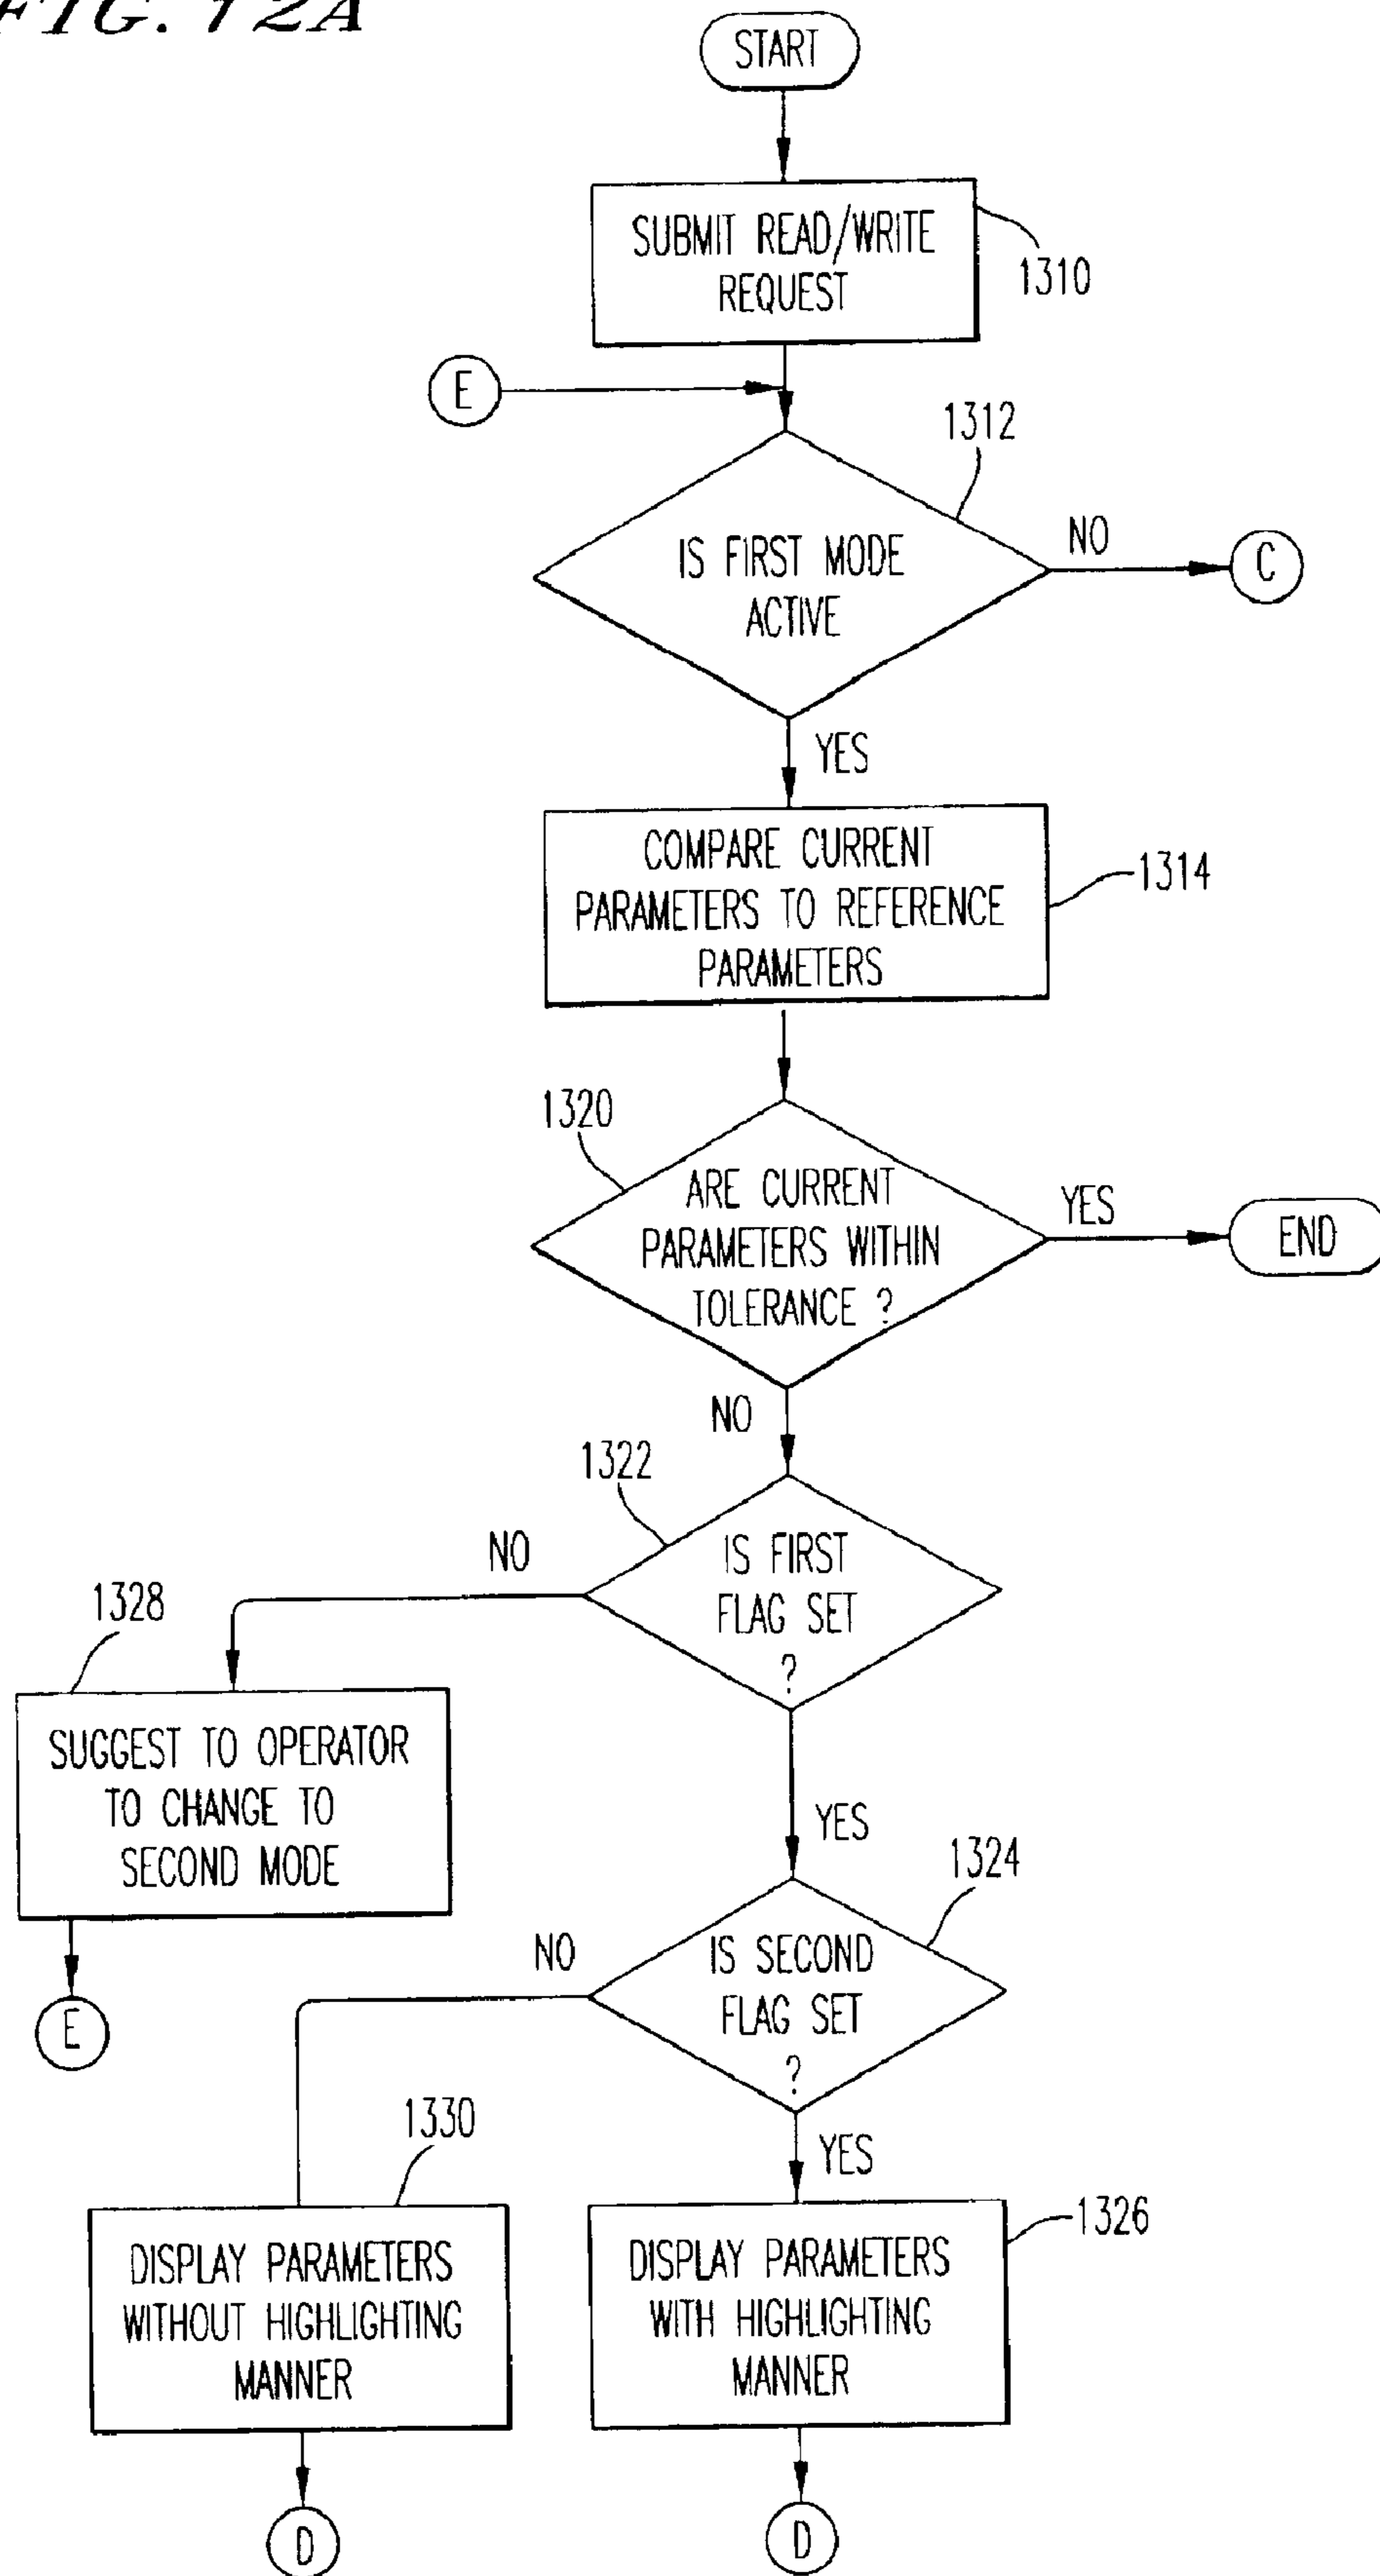 FIG. 12A
START
SUBMIT READ/WRITE
REQUEST
1310
E
1312
IS FIRST MODE
ACTIVE
NO
C
YES
COMPARE CURRENT
PARAMETERS TO REFERENCE
PARAMETERS
1314
1320
ARE CURRENT
PARAMETERS WITHIN
TOLERANCE ?
YES
END
NO
1322
IS FIRST
FLAG SET
?
NO
1328
SUGGEST TO OPERATOR
TO CHANGE TO
SECOND MODE
E
YES
1324
IS SECOND
FLAG SET
?
NO
YES
1330
DISPLAY PARAMETERS
WITHOUT HIGHLIGHTING
MANNER
D
1326
DISPLAY PARAMETERS
WITH HIGHLIGHTING
MANNER
D